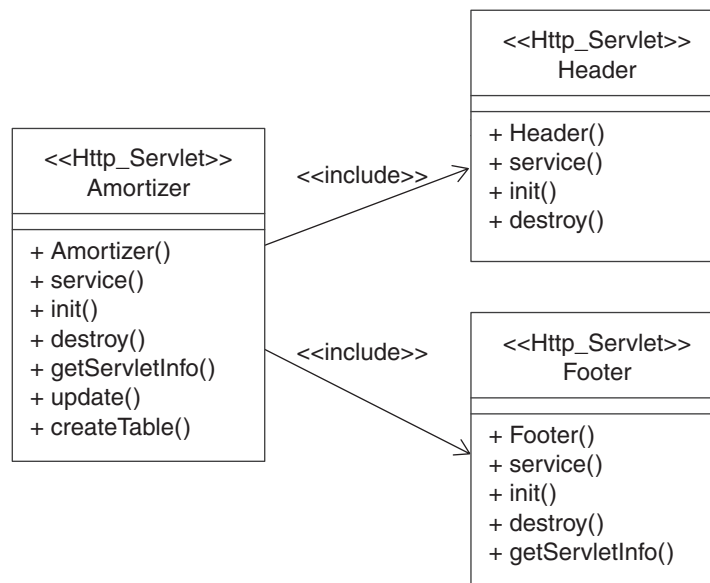 <<Http_Servlet>>
Amortizer
+ Amortizer()
+ service()
+ init()
+ destroy()
+ getServletInfo()
+ update()
+ createTable()
<<include>>
<<include>>
<<Http_Servlet>>
Header
+ Header()
+ service()
+ init()
+ destroy()
<<Http_Servlet>>
Footer
+ Footer()
+ service()
+ init()
+ destroy()
+ getServletInfo()